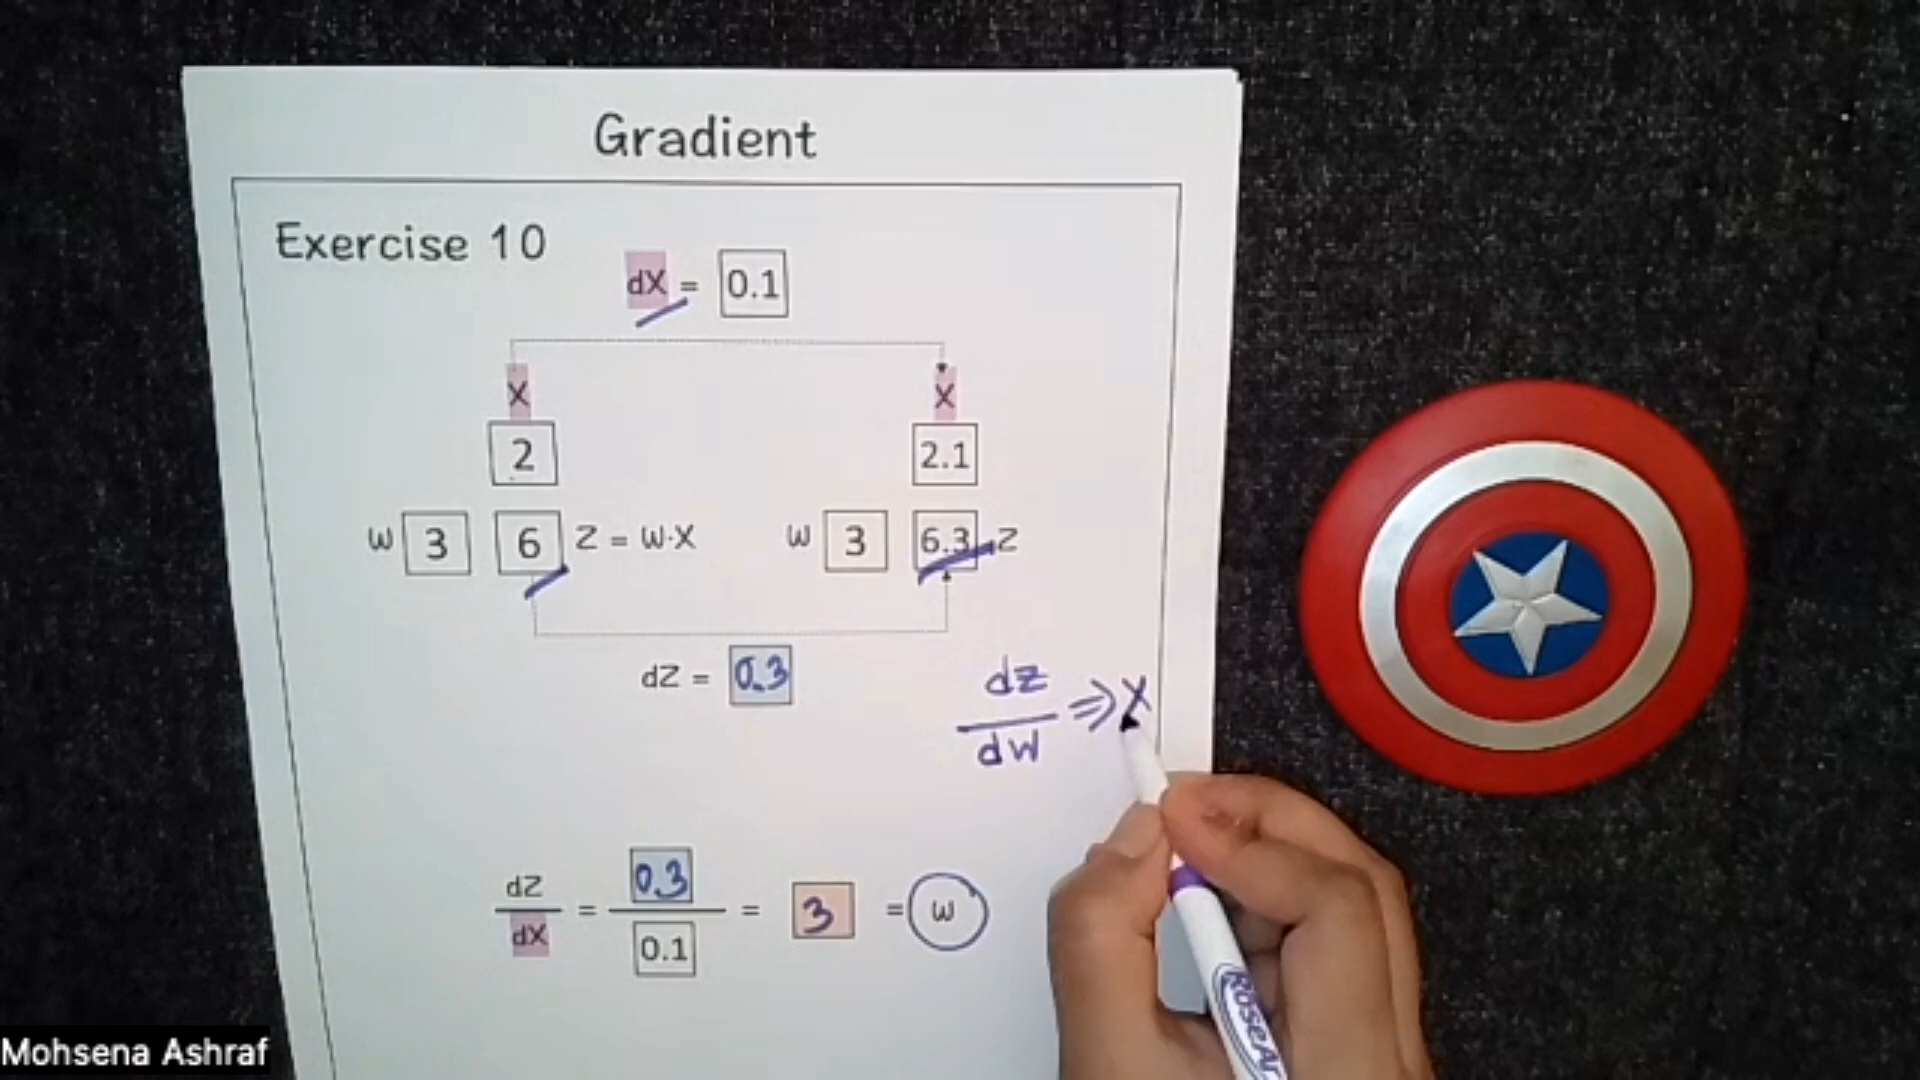 Gradient
Exercise 10
dX = 0.1
X X
2 2.1
W 3 6 Z = W·X W 3 6.3 Z
dZ = 0.3
dz
dw ⇒ X
dZ 0.3
= = 3 = W
dX 0.1
RoseAr
Mohsena Ashraf